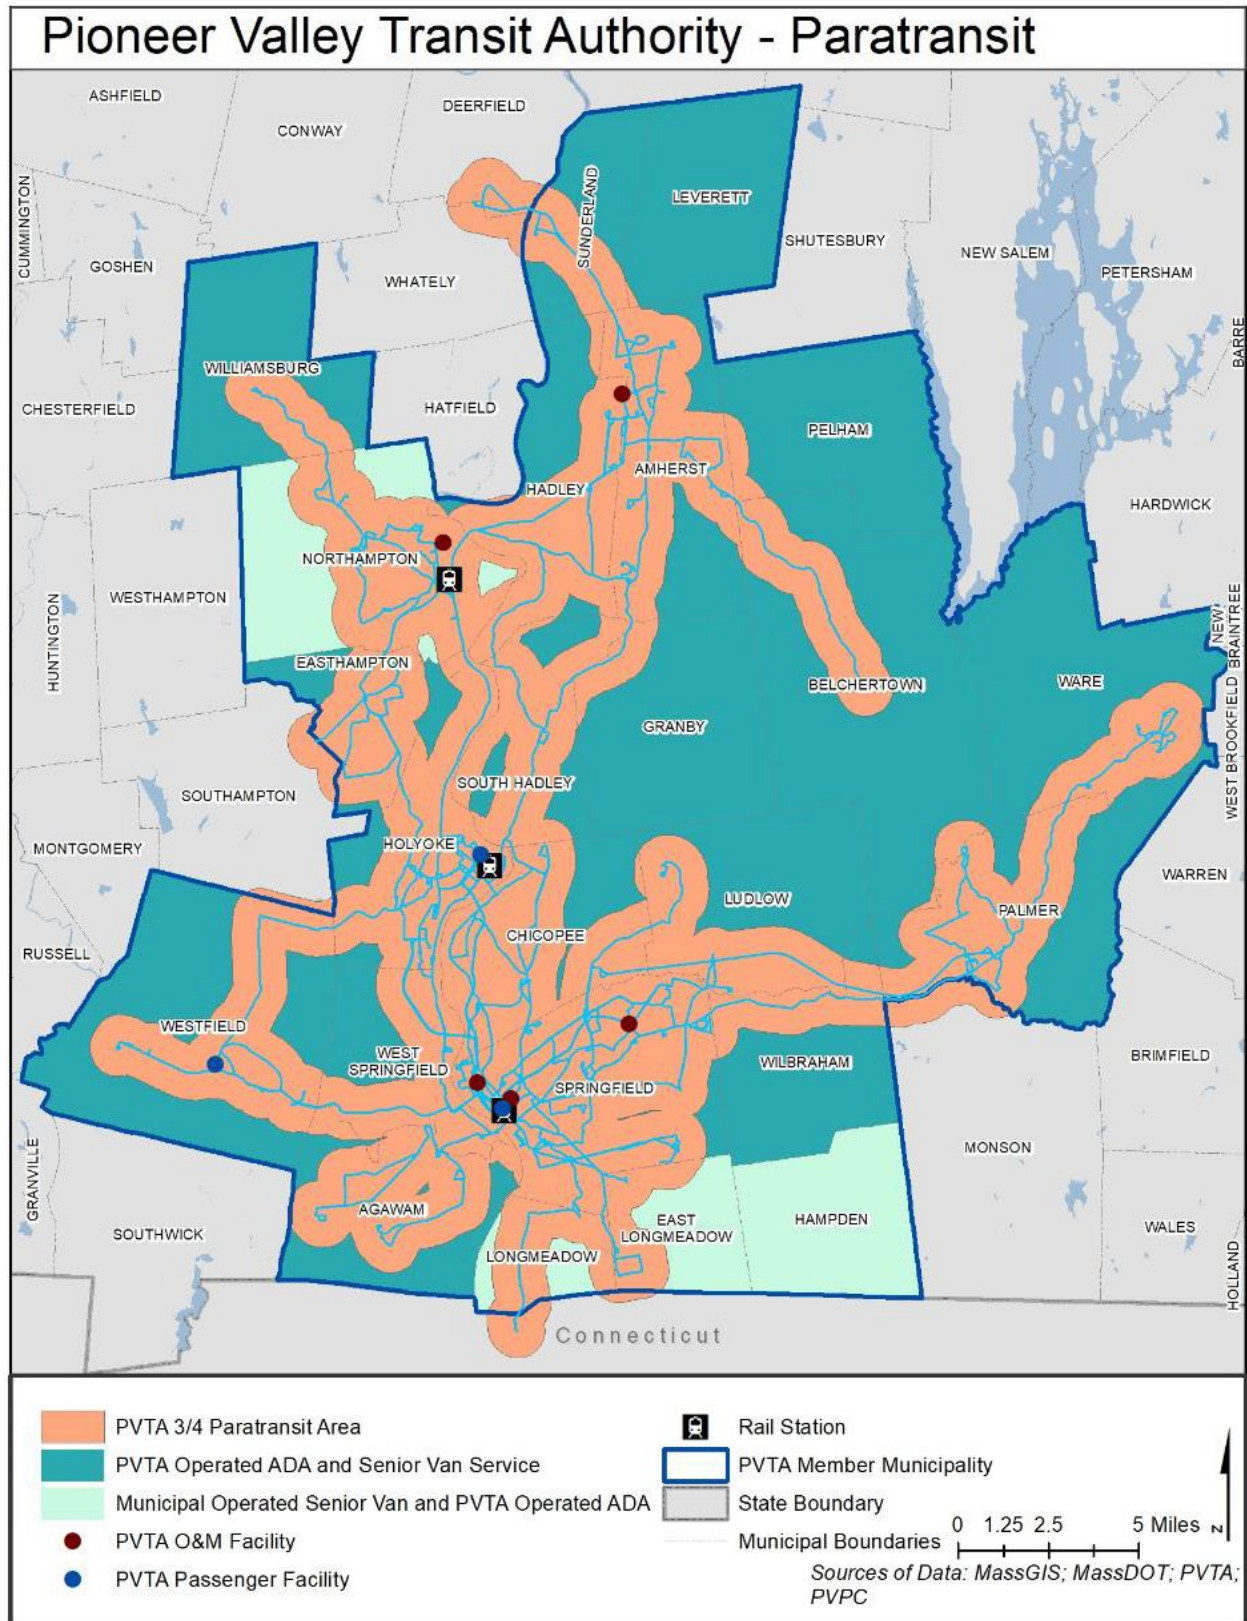 Pioneer Valley Transit Authority - Paratransit
ASHFIELD
CONWAY
DEERFIELD
CUMMINGTON
SUNDERLAND
LEVERETT
SHUTESBURY
NEW SALEM
PETERSHAM
GOSHEN
WHATELY
BARRE
WILLIAMSBURG
CHESTERFIELD
HATFIELD
PELHAM
AMHERST
HADLEY
HARDWICK
NORTHAMPTON
WESTHAMPTON
HUNTINGTON
NEW
BRAINTREE
EASTHAMPTON
BELCHERTOWN
WARE
WEST BROOKFIELD
GRANBY
SOUTH HADLEY
SOUTHAMPTON
HOLYOKE
MONTGOMERY
WARREN
LUDLOW
PALMER
CHICOPEE
RUSSELL
WESTFIELD
WEST
SPRINGFIELD
SPRINGFIELD
WILBRAHAM
BRIMFIELD
MONSON
GRANVILLE
AGAWAM
SOUTHWICK
EAST
LONGMEADOW
HAMPDEN
WALES
LONGMEADOW
HOLLAND
Connecticut
PVTA 3/4 Paratransit Area
PVTA Operated ADA and Senior Van Service
Municipal Operated Senior Van and PVTA Operated ADA
PVTA O&M Facility
PVTA Passenger Facility
Rail Station
PVTA Member Municipality
State Boundary
Municipal Boundaries
0 1.25 2.5 5 Miles
N
Sources of Data: MassGIS; MassDOT; PVTA;
PVPC